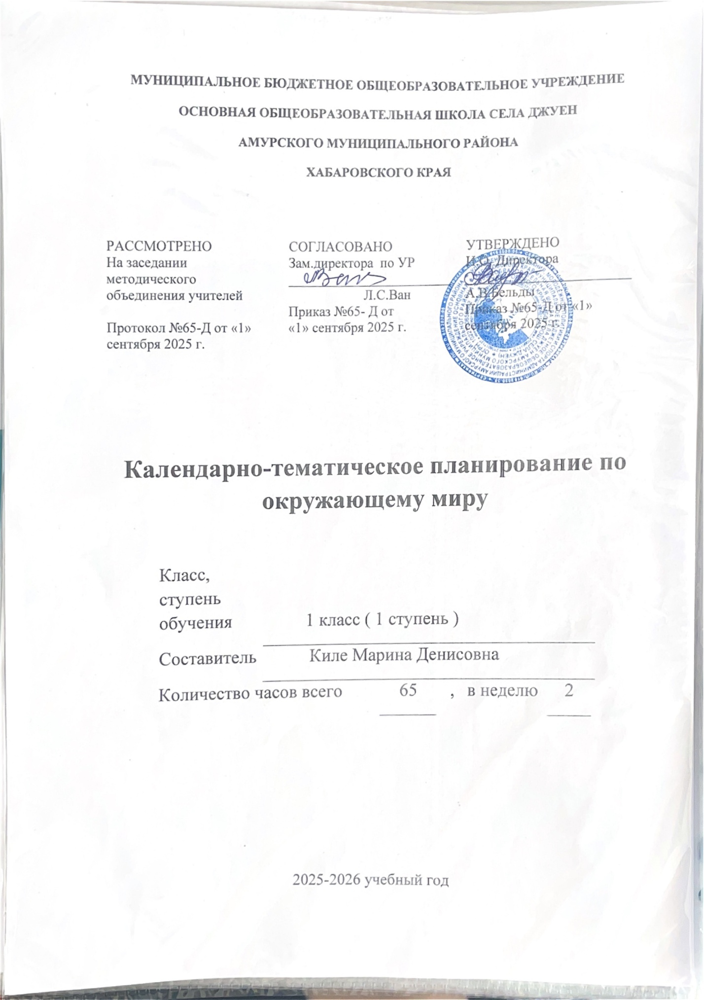 МУНИЦИПАЛЬНОЕ БЮДЖЕТНОЕ ОБЩЕОБРАЗОВАТЕЛЬНОЕ УЧРЕЖДЕНИЕ
ОСНОВНАЯ ОБЩЕОБРАЗОВАТЕЛЬНАЯ ШКОЛА СЕЛА ДЖУЕН
АМУРСКОГО МУНИЦИПАЛЬНОГО РАЙОНА
ХАБАРОВСКОГО КРАЯ
РАССМОТРЕНО
На заседании
методического
объединения учителей
Протокол №65-Д от «1»
сентября 2025 г.
СОГЛАСОВАНО
Зам.директора по УР
Л.С.Ван
Приказ №65- Д от
«1» сентября 2025 г.
УТВЕРЖДЕНО
И.О. Директора
А.В.Бельды
Приказ №65-Д от «1»
сентября 2025 г.
Календарно-тематическое планирование по
окружающему миру
Класс,
ступень
обучения 1 класс ( 1 ступень )
Составитель Киле Марина Денисовна
Количество часов всего 65 , в неделю 2
2025-2026 учебный год